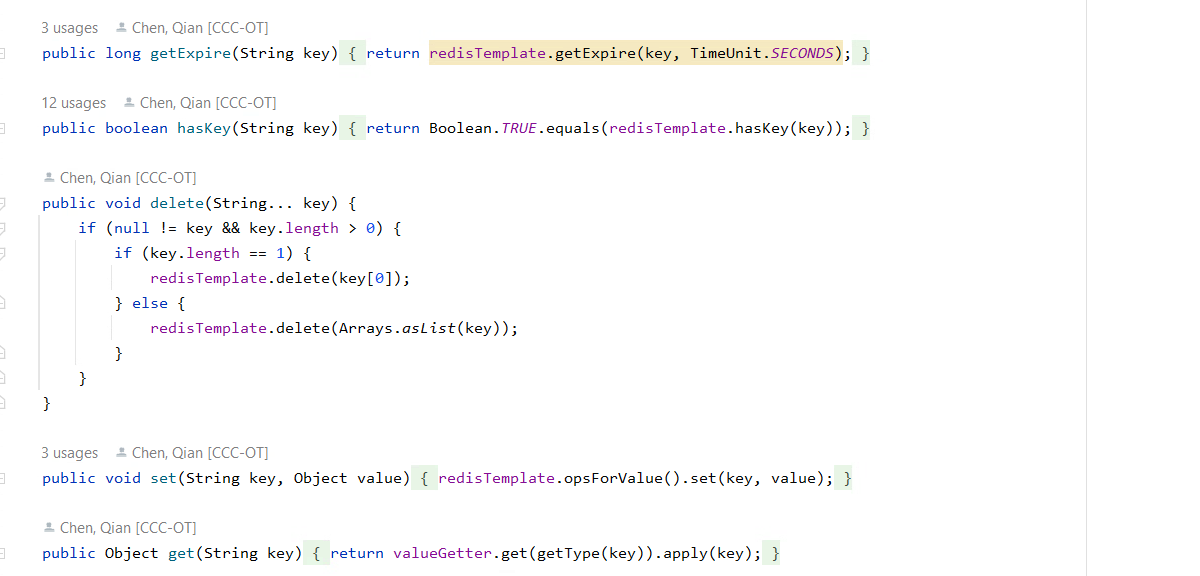 3 usages Chen, Qian [CCC-OT]
public long getExpire(String key) { return redisTemplate.getExpire(key, TimeUnit.SECONDS); }
12 usages Chen, Qian [CCC-OT]
public boolean hasKey(String key) { return Boolean.TRUE.equals(redisTemplate.hasKey(key)); }
Chen, Qian [CCC-OT]
public void delete(String... key) {
if (null != key && key.length > 0) {
if (key.length == 1) {
redisTemplate.delete(key[0]);
} else {
redisTemplate.delete(Arrays.asList(key));
}
}
}
3 usages Chen, Qian [CCC-OT]
public void set(String key, Object value) { redisTemplate.opsForValue().set(key, value); }
Chen, Qian [CCC-OT]
public Object get(String key) { return valueGetter.get(getType(key)).apply(key); }